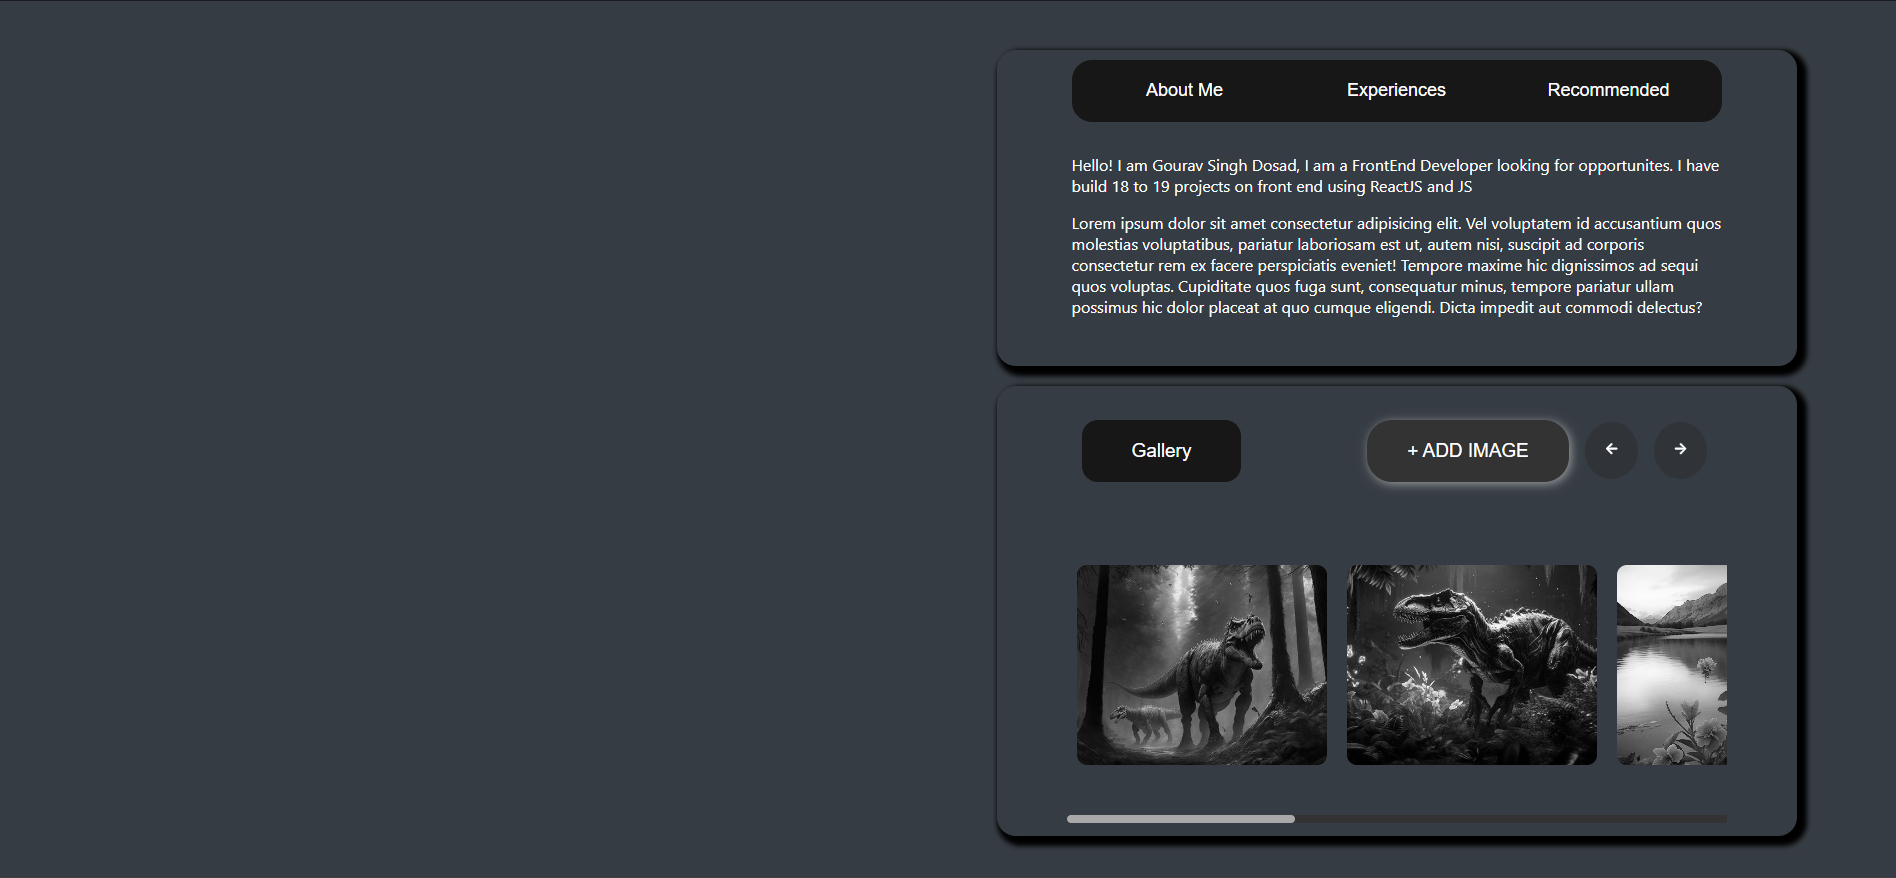 About Me Experiences Recommended
Hello! I am Gourav Singh Dosad, I am a FrontEnd Developer looking for opportunites. I have
build 18 to 19 projects on front end using ReactJS and JS
Lorem ipsum dolor sit amet consectetur adipisicing elit. Vel voluptatem id accusantium quos
molestias voluptatibus, pariatur laboriosam est ut, autem nisi, suscipit ad corporis
consectetur rem ex facere perspiciatis eveniet! Tempore maxime hic dignissimos ad sequi
quos voluptas. Cupiditate quos fuga sunt, consequatur minus, tempore pariatur ullam
possimus hic dolor placeat at quo cumque eligendi. Dicta impedit aut commodi delectus?
Gallery + ADD IMAGE